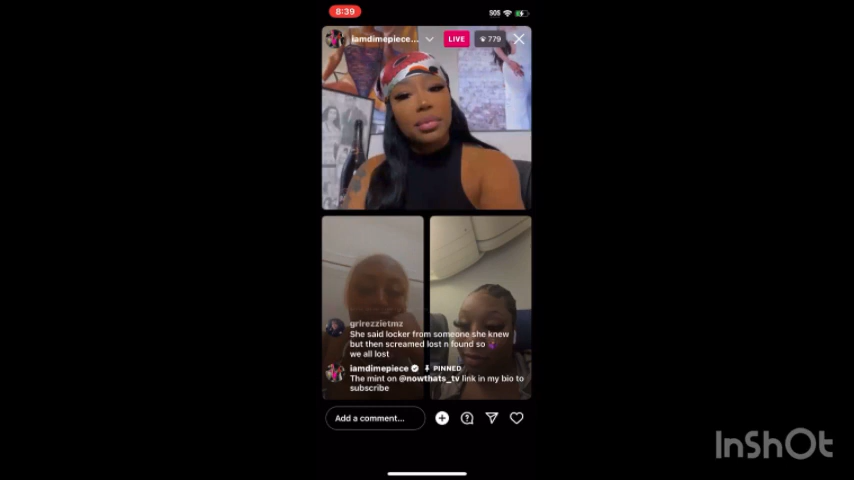 8:39
SOS
iamdimepiece...
LIVE
779
grlrezzietmz
She said locker from someone she knew
but then screamed lost n found so
we all lost
iamdimepiece PINNED
The mint on @nowthats_tv link in my bio to
subscribe
Add a comment...
InShOt